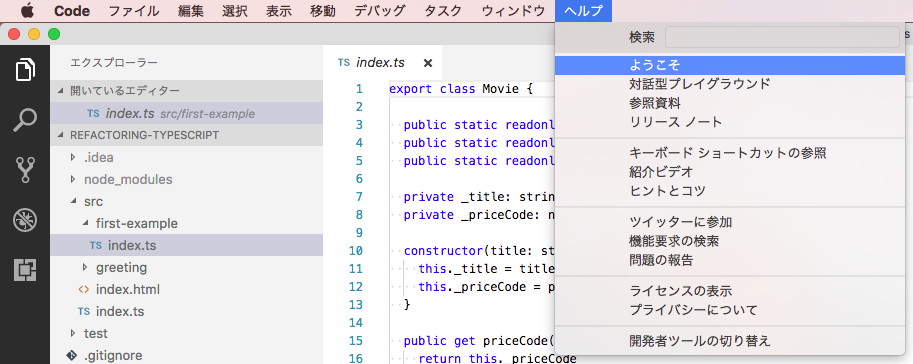 Code ファイル 編集 選択 表示 移動 デバッグ タスク ウィンドウ ヘルプ
エクスプローラー
開いているエディター
TS index.ts src/first-example
REFACTORING-TYPESCRIPT
.idea
node_modules
src
first-example
TS index.ts
greeting
<> index.html
TS index.ts
test
.gitignore
TS index.ts ×
1 export class Movie {
2
3 public static readonl
4 public static readonl
5 public static readonl
6
7 private _title: strin
8 private _priceCode: n
9
10 constructor(title: st
11 this._title = title
12 this._priceCode = p
13 }
14
15 public get priceCode(
16 return this._priceCode
検索
ようこそ
対話型プレイグラウンド
参照資料
リリース ノート
キーボード ショートカットの参照
紹介ビデオ
ヒントとコツ
ツイッターに参加
機能要求の検索
問題の報告
ライセンスの表示
プライバシーについて
開発者ツールの切り替え
s